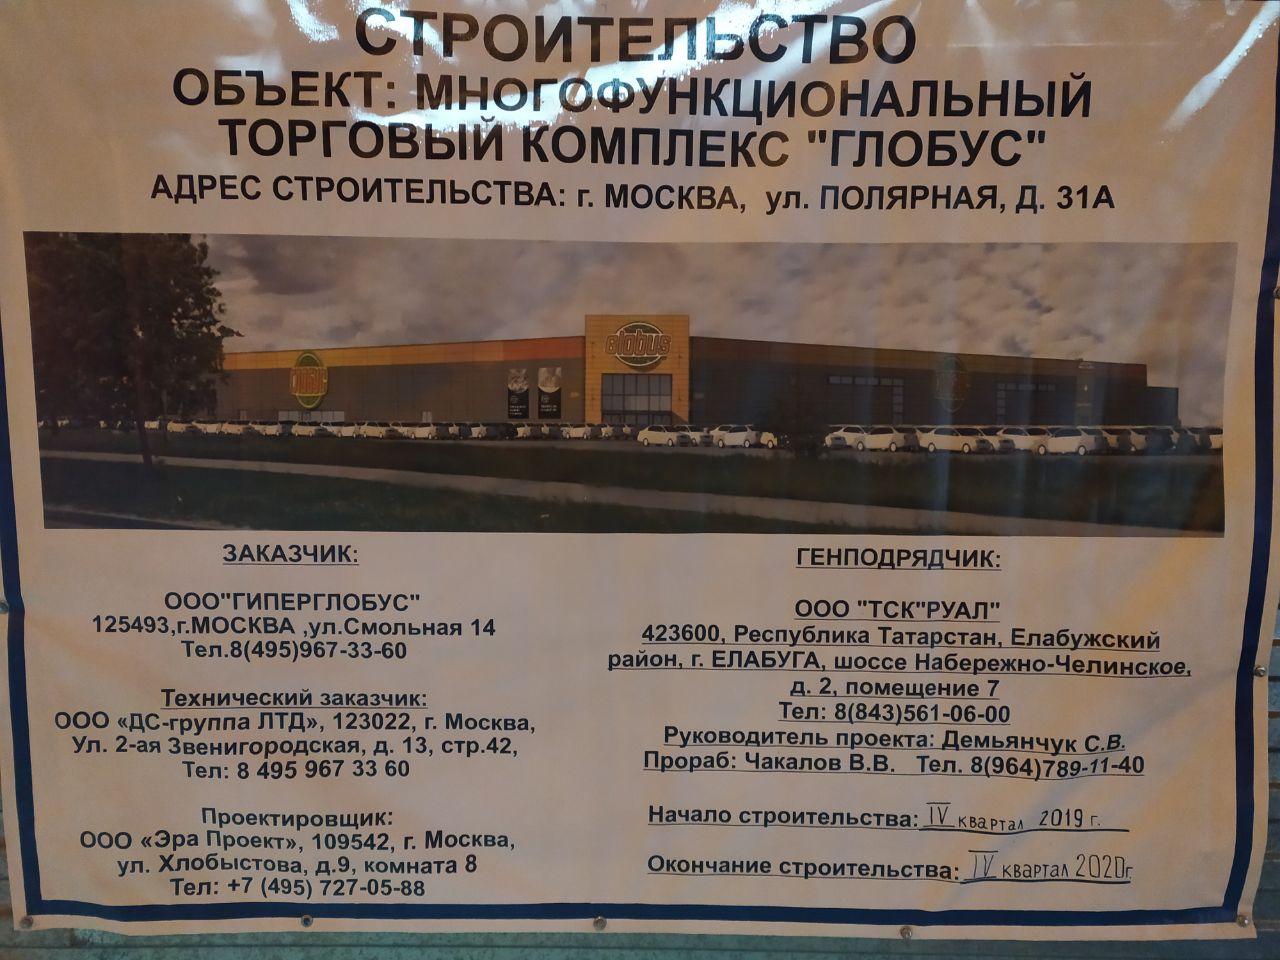 СТРОИТЕЛЬСТВО
ОБЪЕКТ: МНОГОФУНКЦИОНАЛЬНЫЙ
ТОРГОВЫЙ КОМПЛЕКС "ГЛОБУС"
АДРЕС СТРОИТЕЛЬСТВА: г. МОСКВА, ул. ПОЛЯРНАЯ, Д. 31А
Globus
ГЛОБУС
ЗАКАЗЧИК:
ООО"ГИПЕРГЛОБУС"
125493,г.МОСКВА ,ул.Смольная 14
Тел.8(495)967-33-60
Технический заказчик:
ООО «ДС-группа ЛТД», 123022, г. Москва,
Ул. 2-ая Звенигородская, д. 13, стр.42,
Тел: 8 495 967 33 60
Проектировщик:
ООО «Эра Проект», 109542, г. Москва,
ул. Хлобыстова, д.9, комната 8
Тел: +7 (495) 727-05-88
ГЕНПОДРЯДЧИК:
ООО "ТСК"РУАЛ"
423600, Республика Татарстан, Елабужский
район, г. ЕЛАБУГА, шоссе Набережно-Челинское,
д. 2, помещение 7
Тел: 8(843)561-06-00
Руководитель проекта: Демьянчук С.В.
Прораб: Чакалов В.В. Тел. 8(964)789-11-40
Начало строительства: IV квартал 2019 г.
Окончание строительства: IV квартал 2020г.